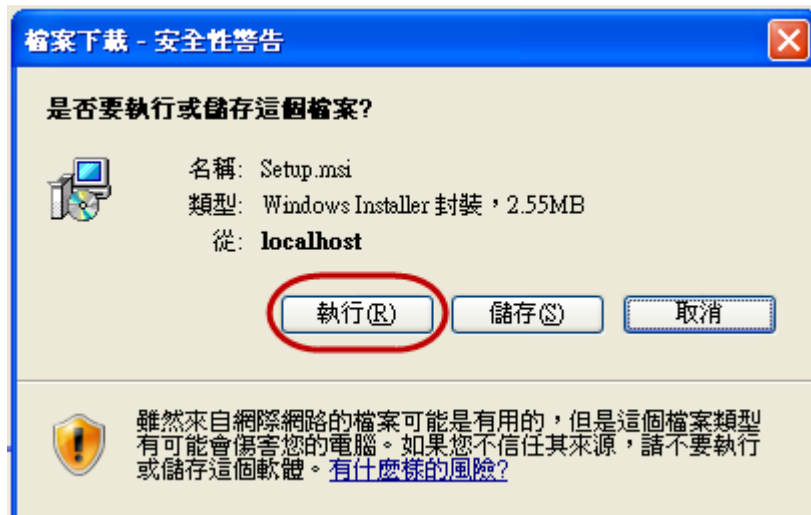 檔案下載 - 安全性警告
是否要執行或儲存這個檔案?
名稱: Setup.msi
類型: Windows Installer 封裝，2.55MB
從: localhost
執行(R) 儲存(S) 取消
雖然來自網際網路的檔案可能是有用的，但是這個檔案類型
有可能會傷害您的電腦。如果您不信任其來源，請不要執行
或儲存這個軟體。有什麼樣的風險?